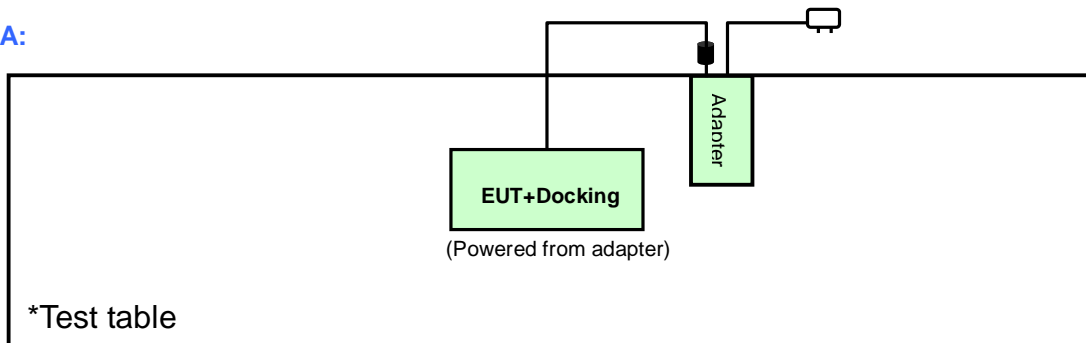 A:
Adapter
EUT+Docking
(Powered from adapter)
*Test table